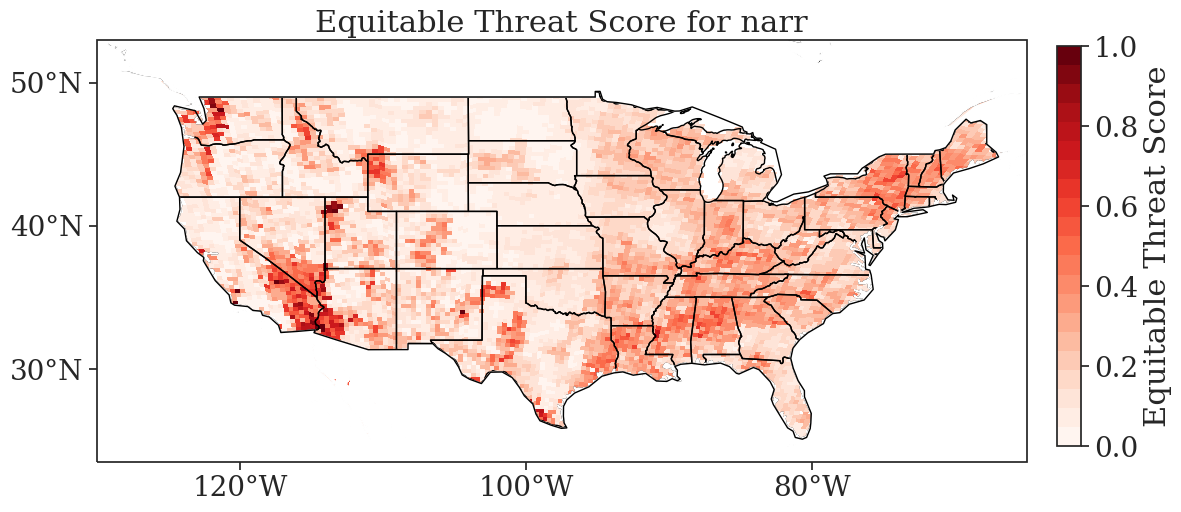 Equitable Threat Score for narr
50°N
40°N
30°N
120°W
100°W
80°W
1.0
0.8
0.6
0.4
0.2
0.0
Equitable Threat Score